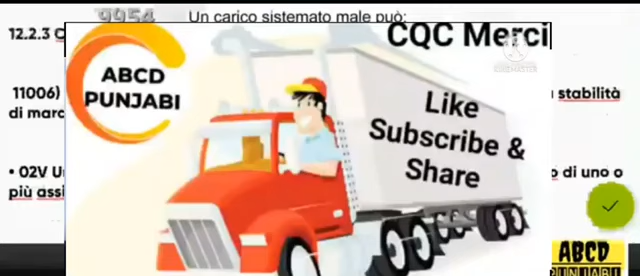 9954
Un carico sistemato male può:
12.2.3
CQC Merci
ABCD
PUNJABI
11006)
stabilità
di marc
Like
Subscribe &
Share
• 02V
di uno o
più assi
ABCD
PUNJABI